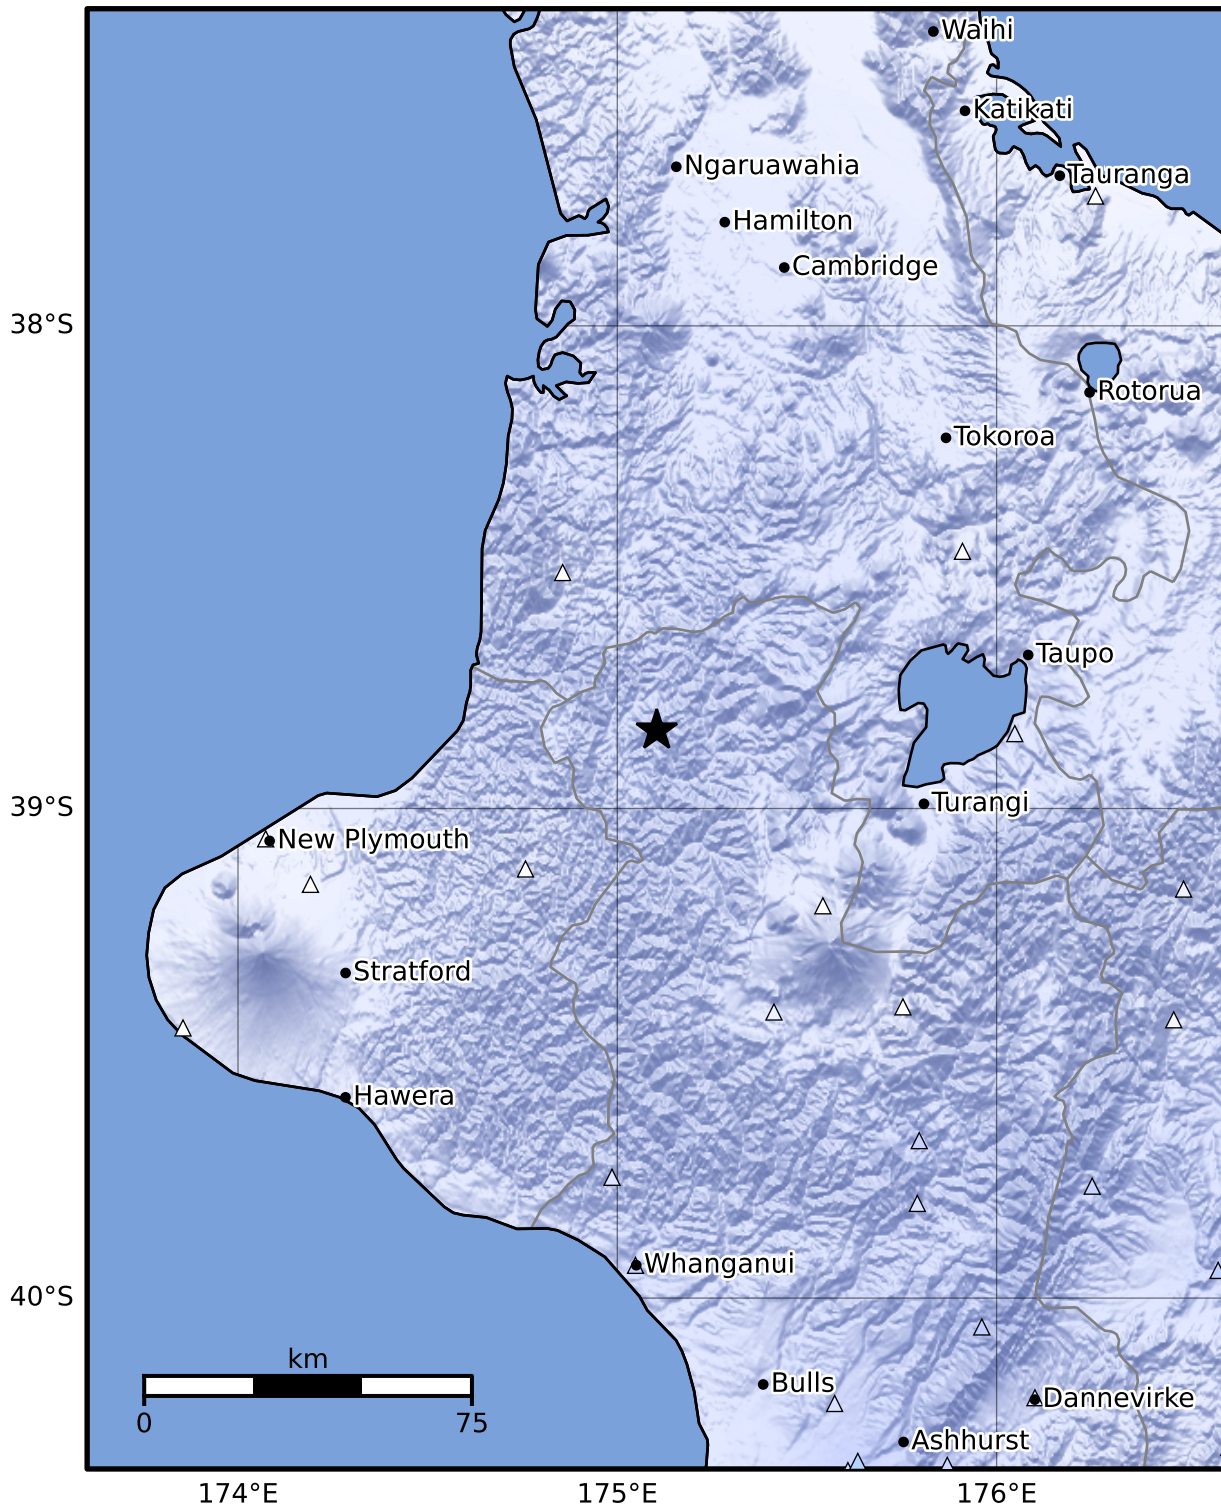 Waihi
Katikati
Ngaruawahia
Tauranga
Hamilton
Cambridge
38°S
Rotorua
Tokoroa
Taupo
39°S
Turangi
New Plymouth
Stratford
Hawera
Whanganui
40°S
km
Bulls
Dannevirke
0
75
Ashhurst
174°E
175°E
176°E